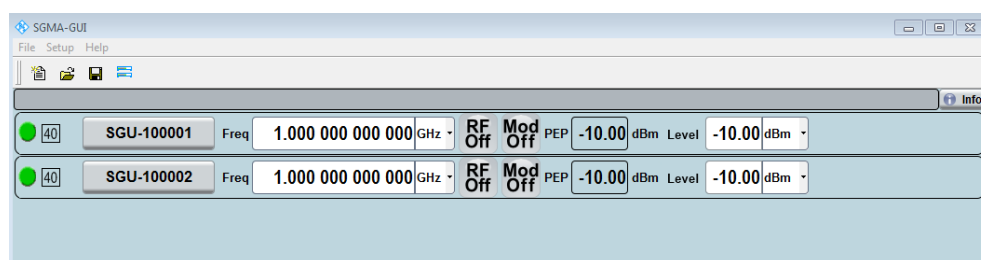 SGMA-GUI
File Setup Help
Info
40 SGU-100001 Freq 1.000 000 000 000 GHz RF Off Mod Off PEP -10.00 dBm Level -10.00 dBm
40 SGU-100002 Freq 1.000 000 000 000 GHz RF Off Mod Off PEP -10.00 dBm Level -10.00 dBm